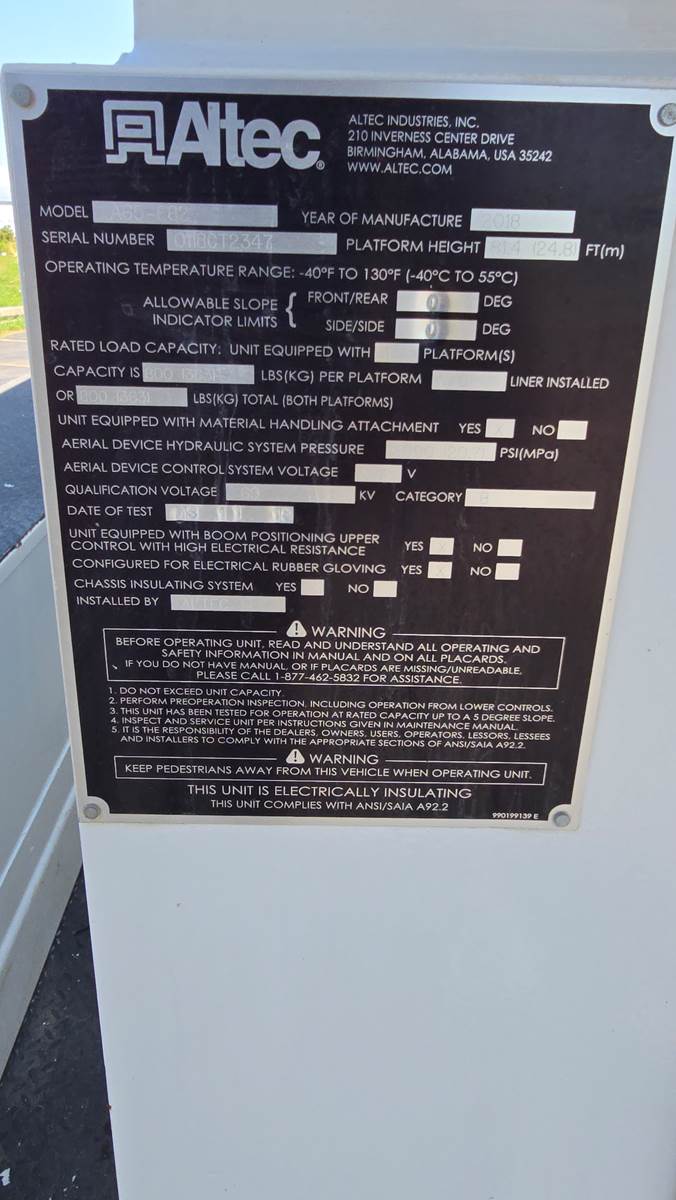 Altec®
ALTEC INDUSTRIES, INC.
210 INVERNESS CENTER DRIVE
BIRMINGHAM, ALABAMA, USA 35242
WWW.ALTEC.COM
MODEL YEAR OF MANUFACTURE 2018
SERIAL NUMBER PLATFORM HEIGHT 81.4 (24.8) FT(m)
OPERATING TEMPERATURE RANGE: -40°F TO 130°F (-40°C TO 55°C)
ALLOWABLE SLOPE INDICATOR LIMITS { FRONT/REAR 0 DEG
SIDE/SIDE 0 DEG
RATED LOAD CAPACITY: UNIT EQUIPPED WITH PLATFORM(S)
CAPACITY IS LBS(KG) PER PLATFORM LINER INSTALLED
OR LBS(KG) TOTAL (BOTH PLATFORMS)
UNIT EQUIPPED WITH MATERIAL HANDLING ATTACHMENT YES X NO
AERIAL DEVICE HYDRAULIC SYSTEM PRESSURE PSI(MPa)
AERIAL DEVICE CONTROL SYSTEM VOLTAGE V
QUALIFICATION VOLTAGE KV CATEGORY B
DATE OF TEST
UNIT EQUIPPED WITH BOOM POSITIONING UPPER
CONTROL WITH HIGH ELECTRICAL RESISTANCE YES X NO
CONFIGURED FOR ELECTRICAL RUBBER GLOVING YES X NO
CHASSIS INSULATING SYSTEM YES NO
INSTALLED BY ALTEC
WARNING
BEFORE OPERATING UNIT, READ AND UNDERSTAND ALL OPERATING AND
SAFETY INFORMATION IN MANUAL AND ON ALL PLACARDS.
IF YOU DO NOT HAVE MANUAL, OR IF PLACARDS ARE MISSING/UNREADABLE,
PLEASE CALL 1-877-462-5832 FOR ASSISTANCE.
1. DO NOT EXCEED UNIT CAPACITY.
2. PERFORM PREOPERATION INSPECTION, INCLUDING OPERATION FROM LOWER CONTROLS.
3. THIS UNIT HAS BEEN TESTED FOR OPERATION AT RATED CAPACITY UP TO A 5 DEGREE SLOPE.
4. INSPECT AND SERVICE UNIT PER INSTRUCTIONS GIVEN IN MAINTENANCE MANUAL.
5. IT IS THE RESPONSIBILITY OF THE DEALERS, OWNERS, USERS, OPERATORS, LESSORS, LESSEES
AND INSTALLERS TO COMPLY WITH THE APPROPRIATE SECTIONS OF ANSI/SAIA A92.2.
WARNING
KEEP PEDESTRIANS AWAY FROM THIS VEHICLE WHEN OPERATING UNIT.
THIS UNIT IS ELECTRICALLY INSULATING
THIS UNIT COMPLIES WITH ANSI/SAIA A92.2
990199139 E